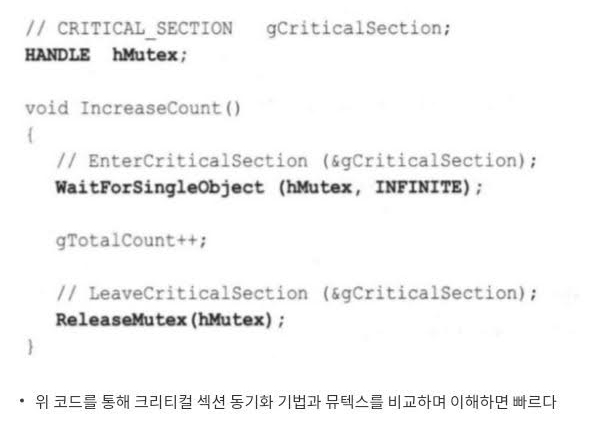 // CRITICAL_SECTION gCriticalSection;
HANDLE hMutex;
void IncreaseCount()
{
// EnterCriticalSection (&gCriticalSection);
WaitForSingleObject (hMutex, INFINITE);
gTotalCount++;
// LeaveCriticalSection (&gCriticalSection);
ReleaseMutex(hMutex);
}
• 위 코드를 통해 크리티컬 섹션 동기화 기법과 뮤텍스를 비교하며 이해하면 빠르다